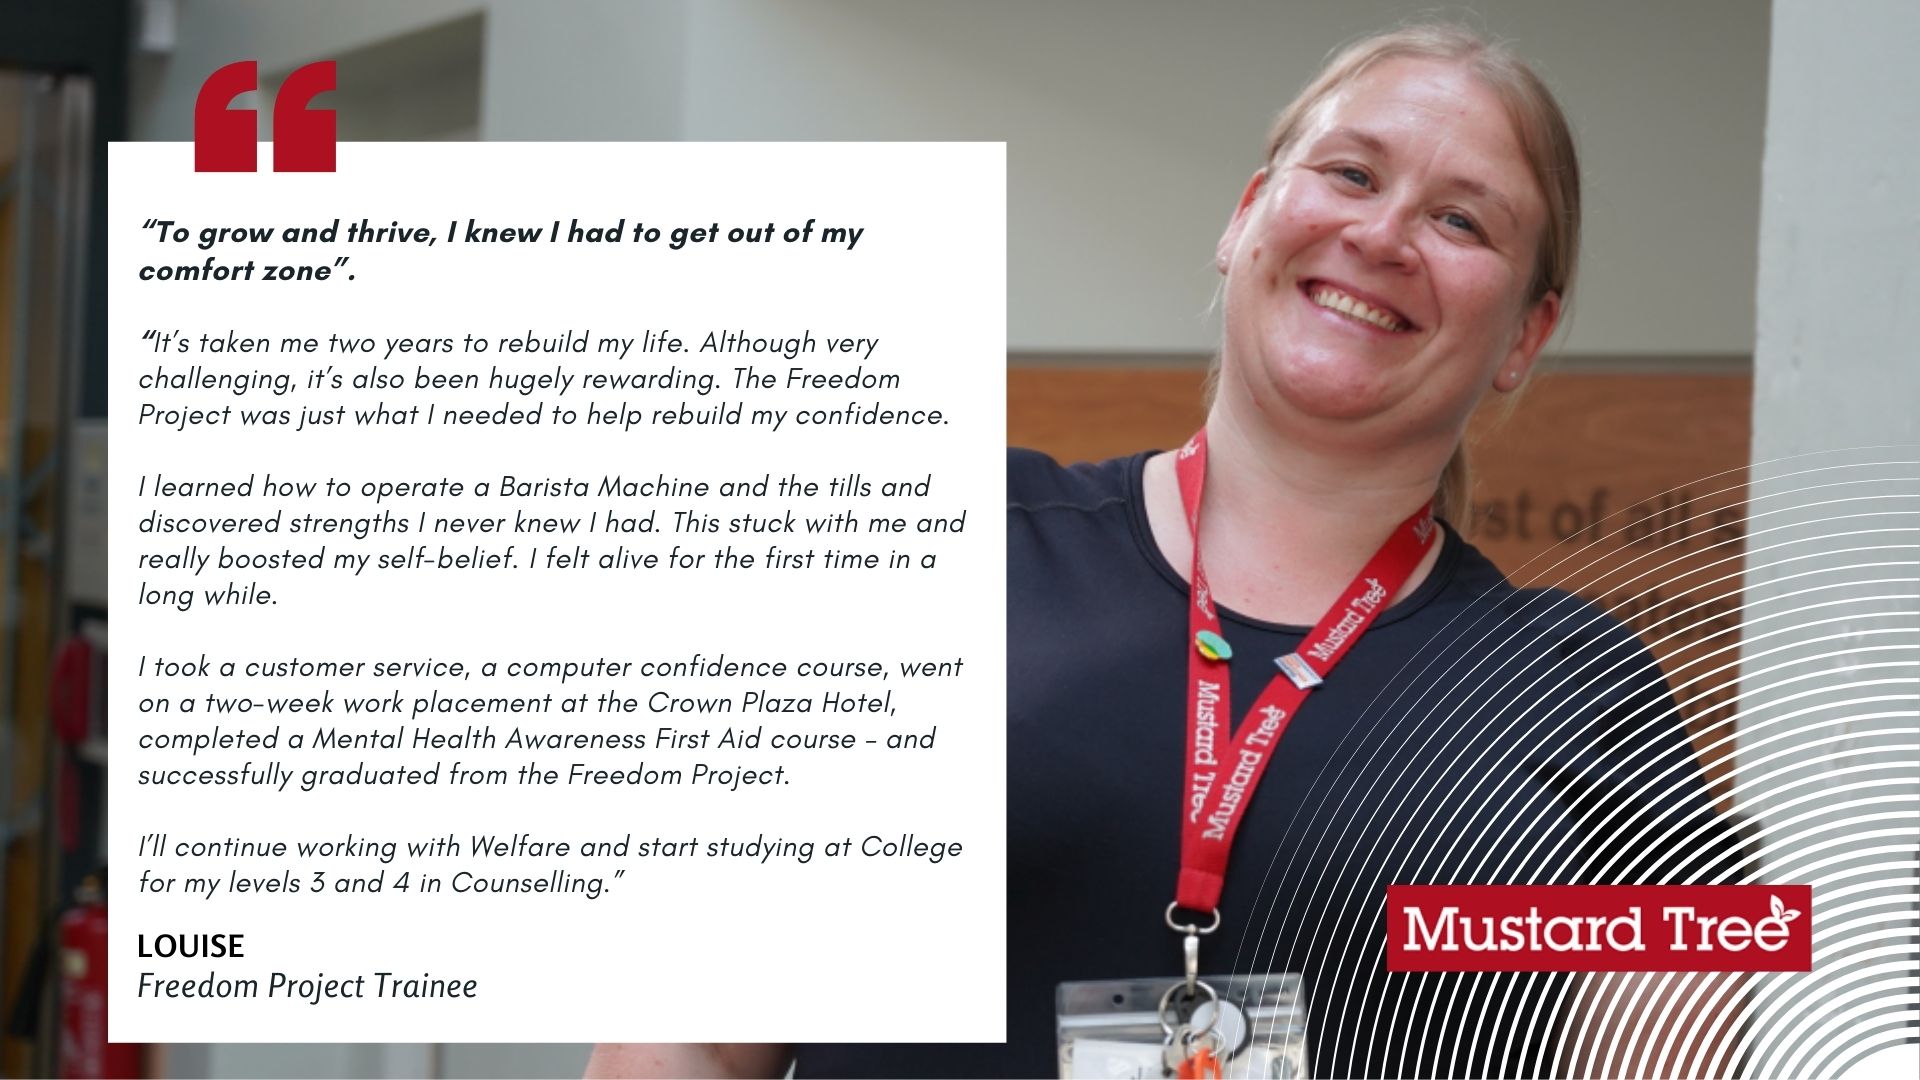 “To grow and thrive, I knew I had to get out of my
comfort zone”.
“It’s taken me two years to rebuild my life. Although very
challenging, it’s also been hugely rewarding. The Freedom
Project was just what I needed to help rebuild my confidence.
I learned how to operate a Barista Machine and the tills and
discovered strengths I never knew I had. This stuck with me and
really boosted my self-belief. I felt alive for the first time in a
long while.
I took a customer service, a computer confidence course, went
on a two-week work placement at the Crown Plaza Hotel,
completed a Mental Health Awareness First Aid course – and
successfully graduated from the Freedom Project.
I’ll continue working with Welfare and start studying at College
for my levels 3 and 4 in Counselling.”
LOUISE
Freedom Project Trainee
of all
Mustard Tree
Mustard Tree
Mustard Tree
Mustard Tree